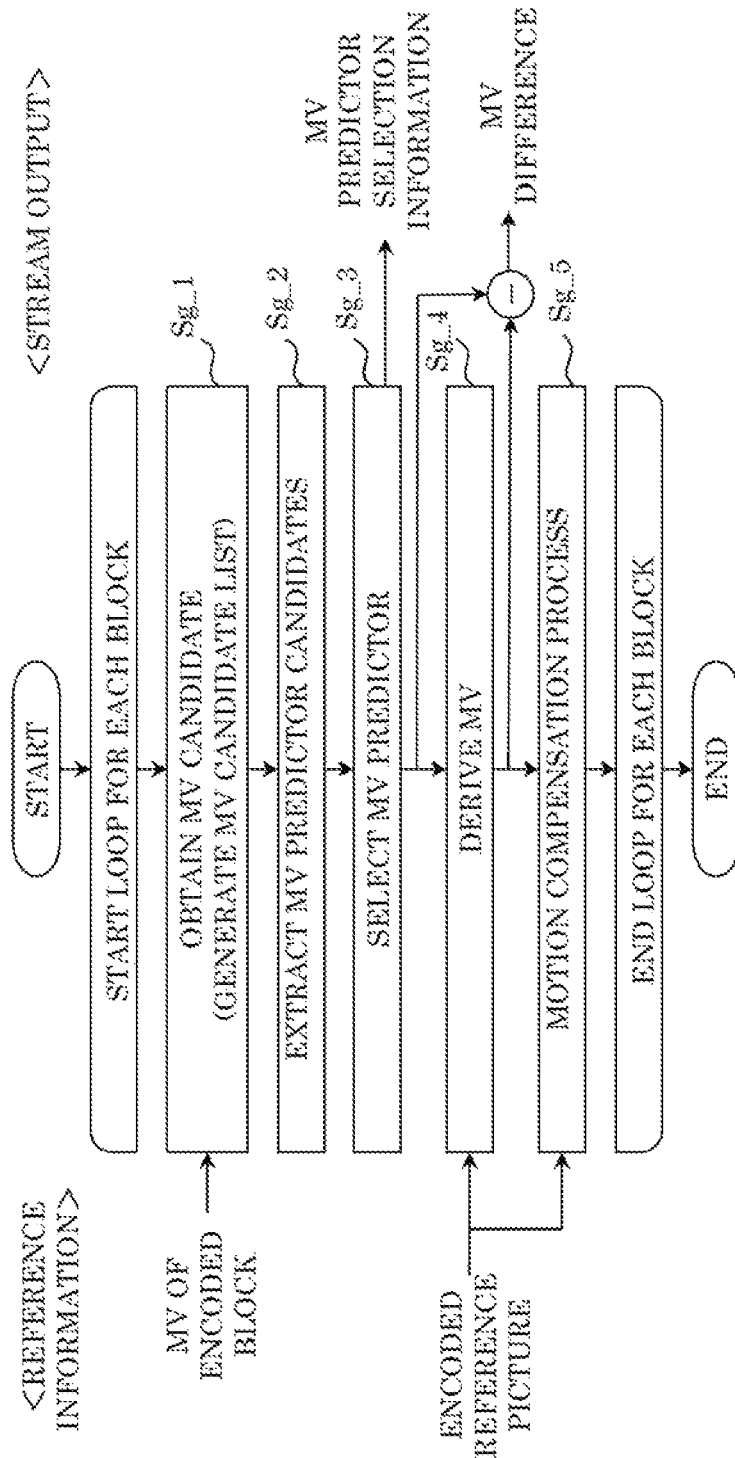 <REFERENCE
INFORMATION>
<STREAM OUTPUT>
START
START LOOP FOR EACH BLOCK
MV OF
ENCODED
BLOCK
OBTAIN MV CANDIDATE
(GENERATE MV CANDIDATE LIST)
Sg_1
EXTRACT MV PREDICTOR CANDIDATES
Sg_2
SELECT MV PREDICTOR
Sg_3
MV
PREDICTOR
SELECTION
INFORMATION
ENCODED
REFERENCE
PICTURE
DERIVE MV
Sg_4
−
MV
DIFFERENCE
MOTION COMPENSATION PROCESS
Sg_5
END LOOP FOR EACH BLOCK
END